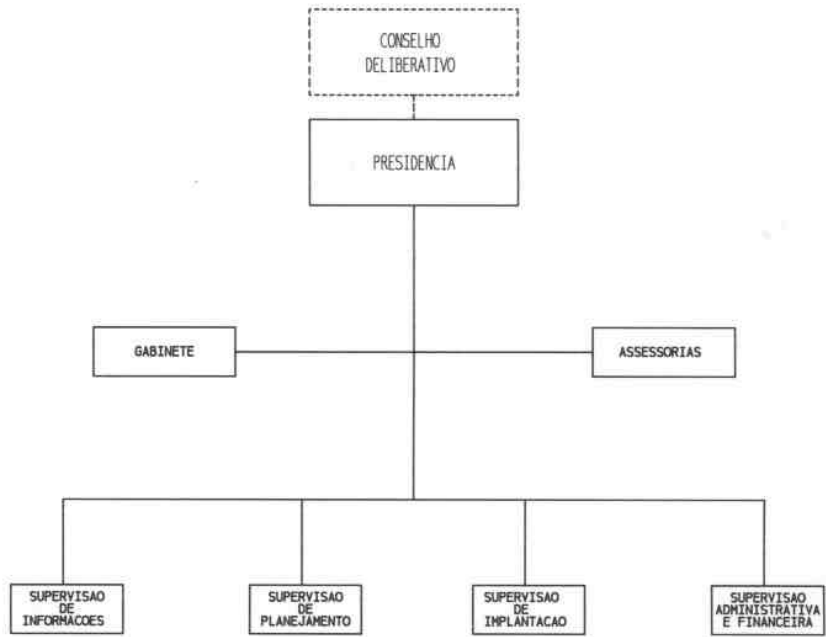 CONSELHO
DELIBERATIVO
PRESIDENCIA
GABINETE
ASSESSORIAS
SUPERVISAO
DE
INFORMACOES
SUPERVISAO
DE
PLANEJAMENTO
SUPERVISAO
DE
IMPLANTACAO
SUPERVISAO
ADMINISTRATIVA
E FINANCEIRA